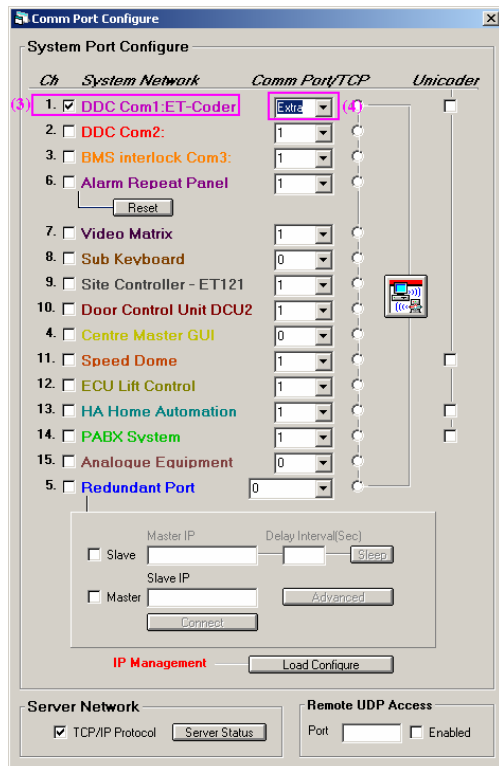 Comm Port Configure
System Port Configure
Ch System Network Comm Port/TCP Unicoder
(3) 1. DDC Com1:ET-Coder Extra (4)
2. DDC Com2: 1
3. BMS interlock Com3: 1
6. Alarm Repeat Panel 1
Reset
7. Video Matrix 1
8. Sub Keyboard 0
9. Site Controller - ET121 1
10. Door Control Unit DCU2 1
4. Centre Master GUI 0
11. Speed Dome 1
12. ECU Lift Control 1
13. HA Home Automation 1
14. PABX System 1
15. Analogue Equipment 0
5. Redundant Port 0
Master IP Delay Interval(Sec)
Slave Sleep
Slave IP
Master Advanced
Connect
IP Management Load Configure
Server Network Remote UDP Access
TCP/IP Protocol Server Status Port Enabled